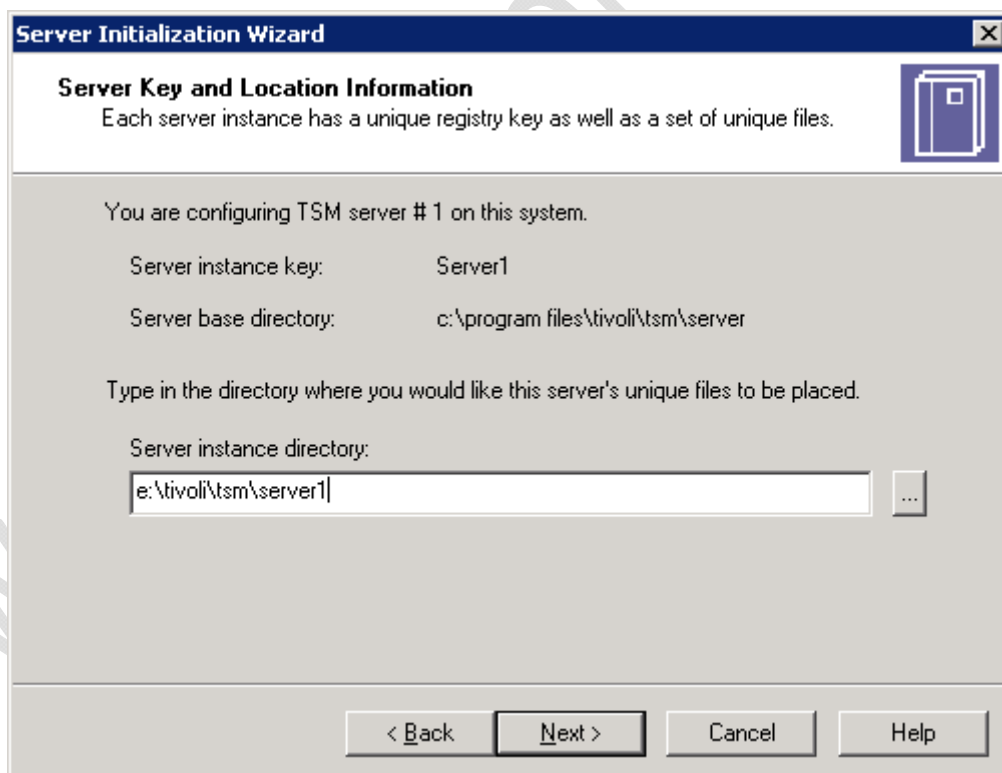 Server Initialization Wizard
Server Key and Location Information
Each server instance has a unique registry key as well as a set of unique files.
You are configuring TSM server # 1 on this system.
Server instance key: Server1
Server base directory: c:\program files\tivoli\tsm\server
Type in the directory where you would like this server's unique files to be placed.
Server instance directory:
e:\tivoli\tsm\server1
...
< Back Next > Cancel Help